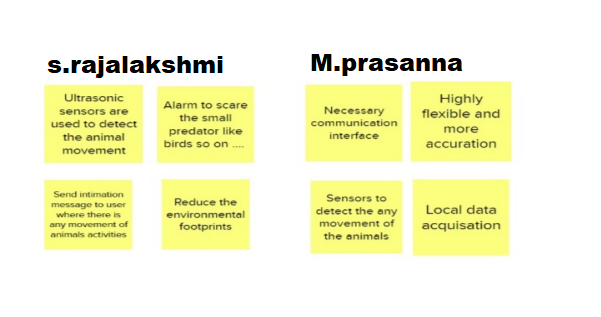 s.rajalakshmi
Ultrasonic
sensors are
used to detect
the animal
movement
Alarm to scare
the small
predator like
birds so on ....
Send intimation
message to user
where there is
any movement of
animals activities
Reduce the
environmental
footprints
M.prasanna
Necessary
communication
interface
Highly
flexible and
more
accuration
Sensors to
detect the any
movement of
the animals
Local data
acquisation